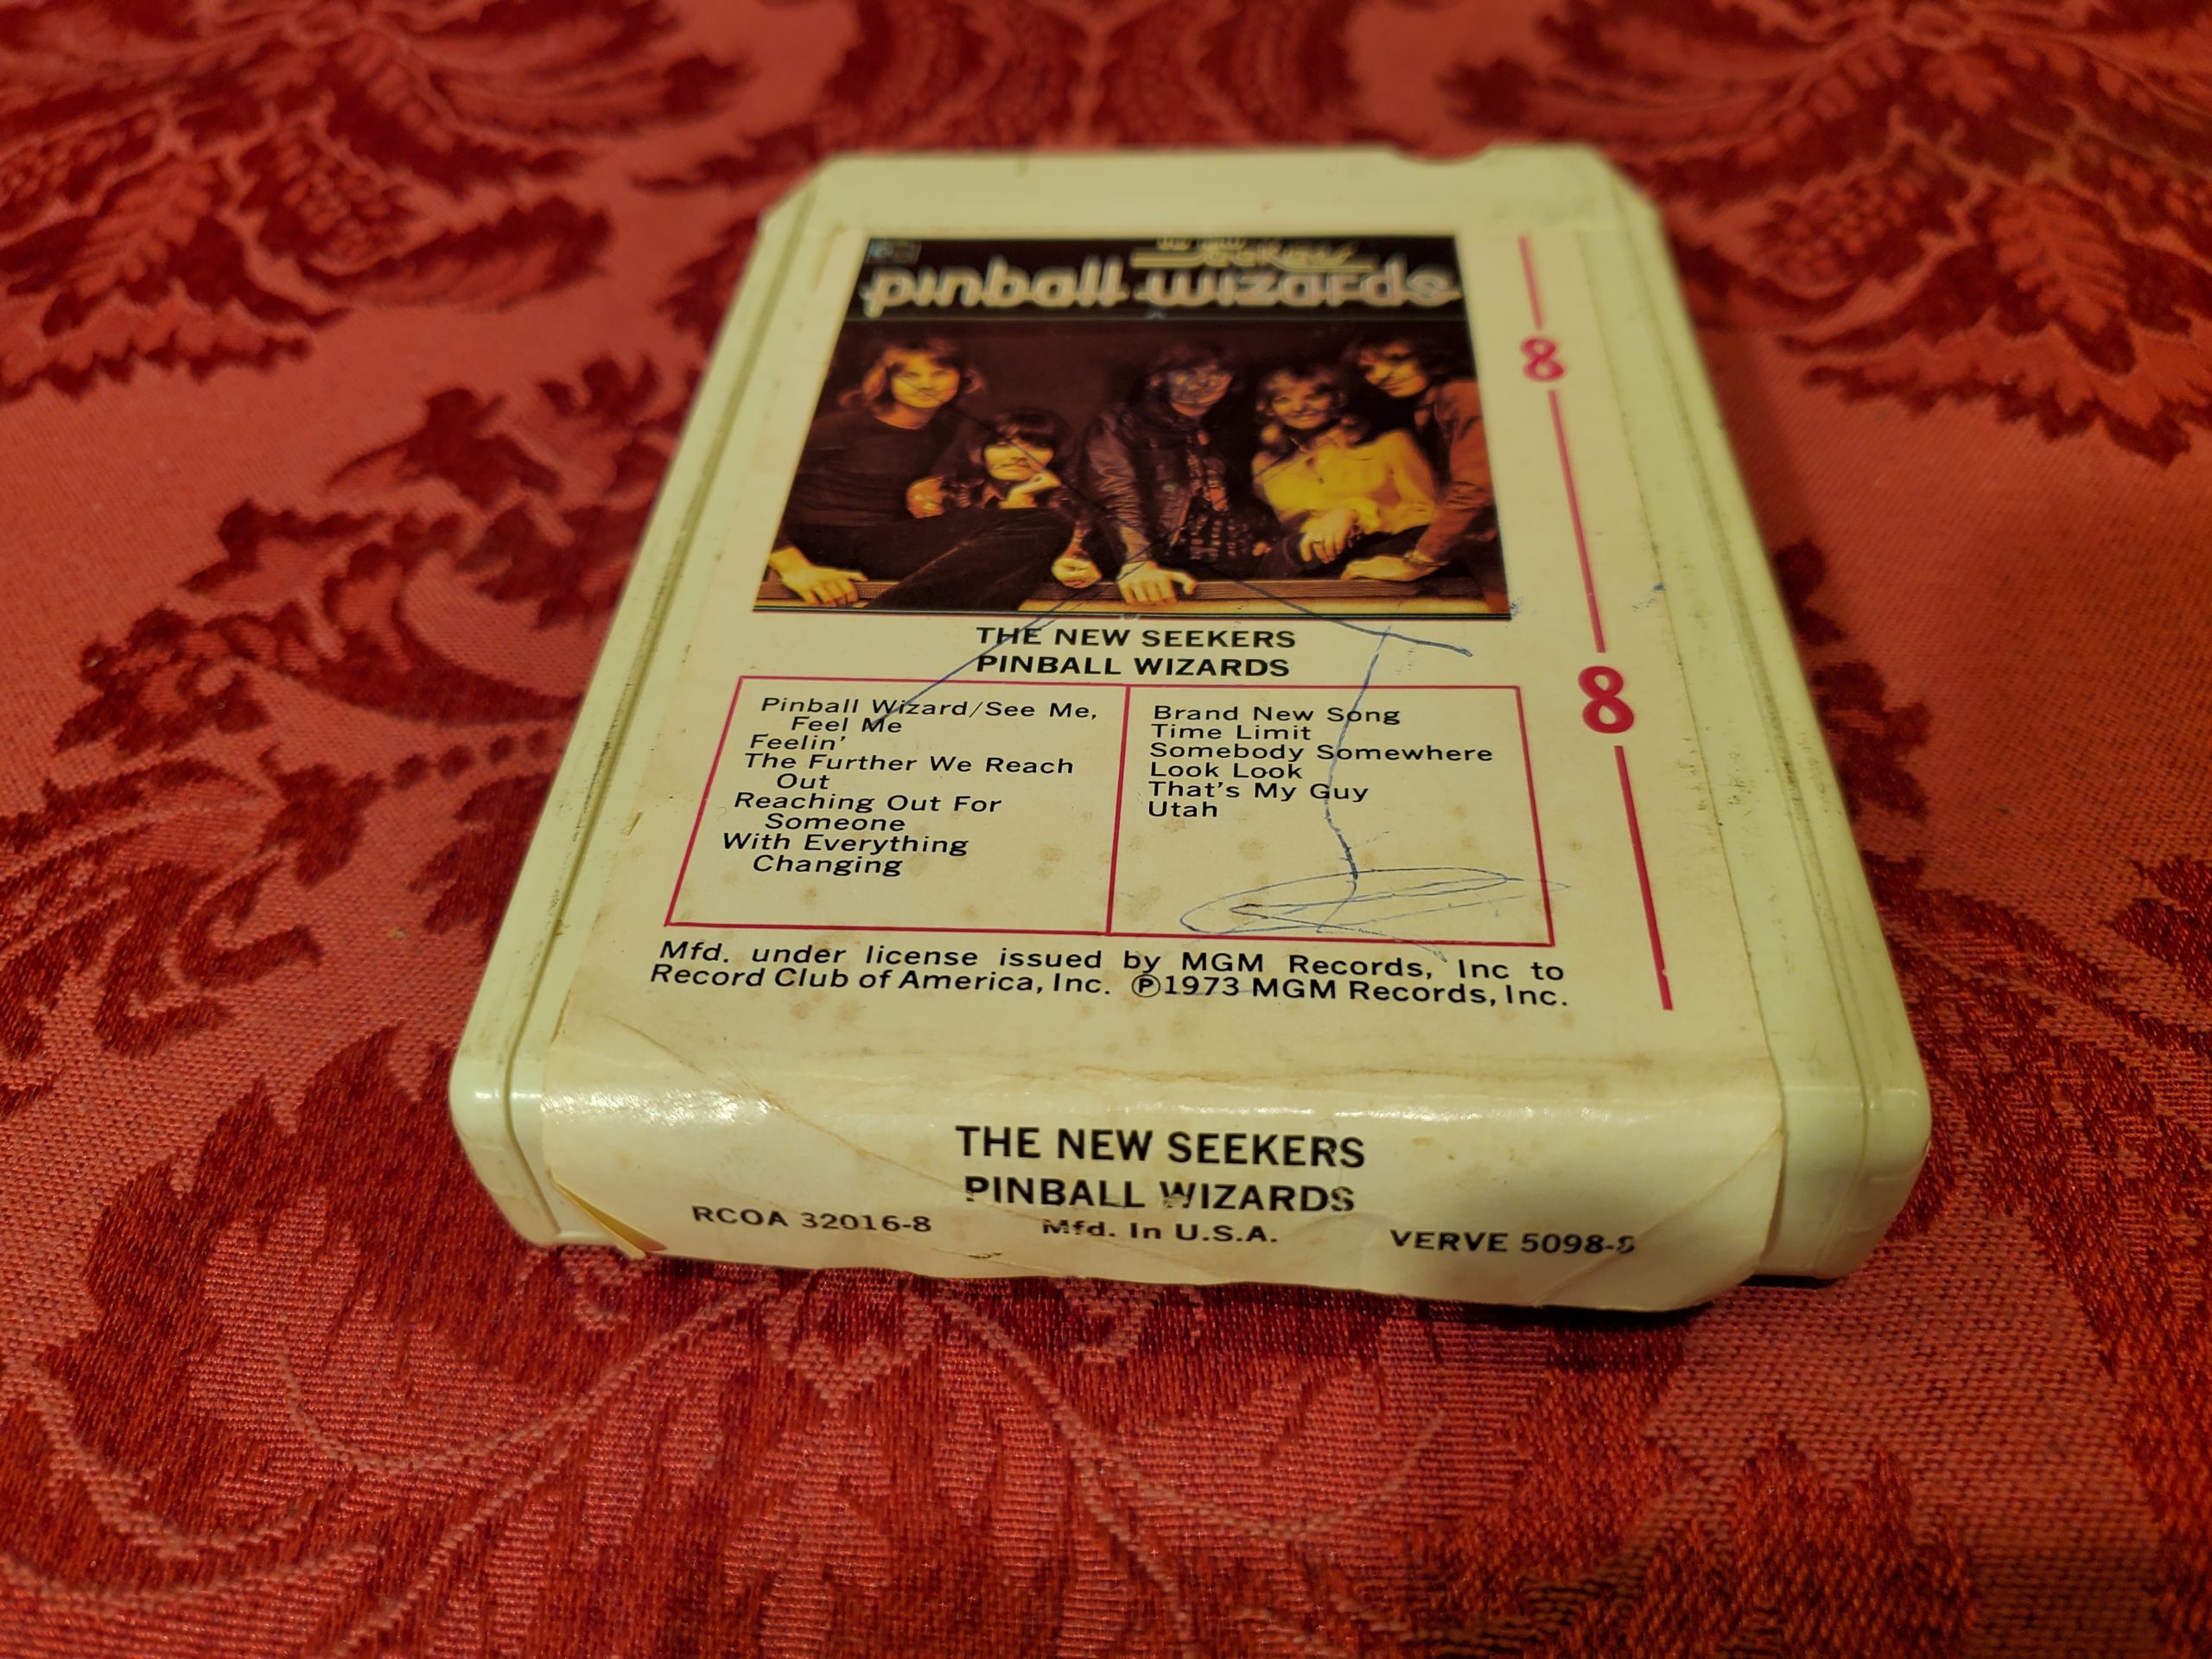 Seekers
pinball wizards
8
THE NEW SEEKERS
PINBALL WIZARDS
8
Pinball Wizard/See Me,
Feel Me
Feelin'
The Further We Reach
Out
Reaching Out For
Someone
With Everything
Changing
Brand New Song
Time Limit
Somebody Somewhere
Look Look
That's My Guy
Utah
Mfd. under license issued by MGM Records, Inc to
Record Club of America, Inc. ℗1973 MGM Records, Inc.
THE NEW SEEKERS
PINBALL WIZARDS
RCOA 32016-8 Mfd. In U.S.A. VERVE 5098-8